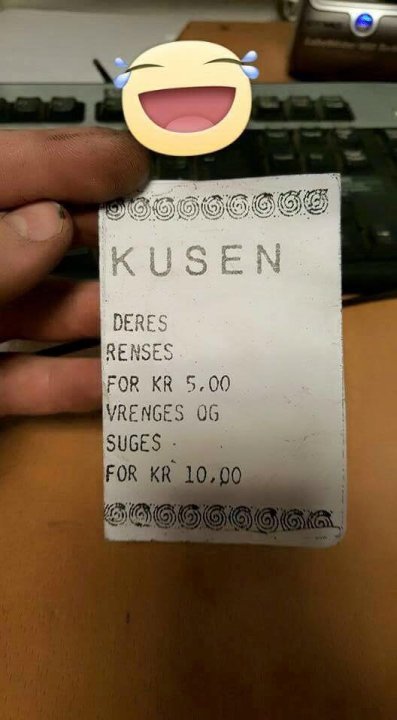 KUSEN
DERES
RENSES
FOR KR 5.00
VRENGES OG
SUGES
FOR KR 10,00